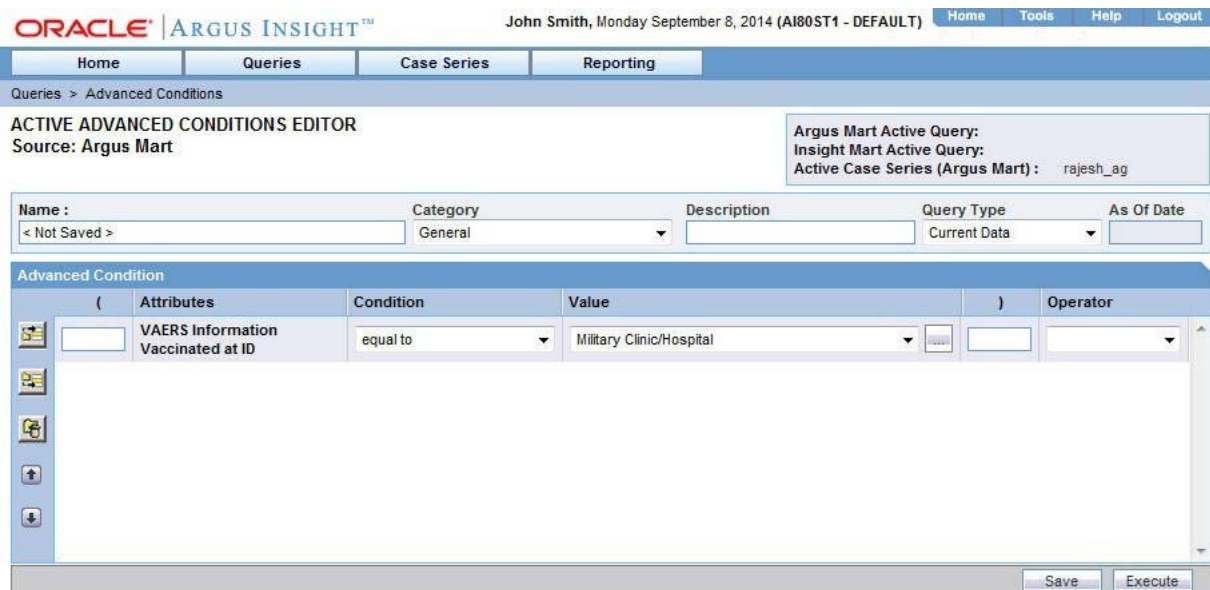 ORACLE® | ARGUS INSIGHT™
John Smith, Monday September 8, 2014 (AI80ST1 - DEFAULT)
Home Tools Help Logout
Home Queries Case Series Reporting
Queries > Advanced Conditions
ACTIVE ADVANCED CONDITIONS EDITOR
Source: Argus Mart
Argus Mart Active Query:
Insight Mart Active Query:
Active Case Series (Argus Mart) : rajesh_ag
Name : Category Description Query Type As Of Date
< Not Saved > General Current Data
Advanced Condition
( Attributes Condition Value ) Operator
VAERS Information
Vaccinated at ID
equal to Military Clinic/Hospital ...
Save Execute